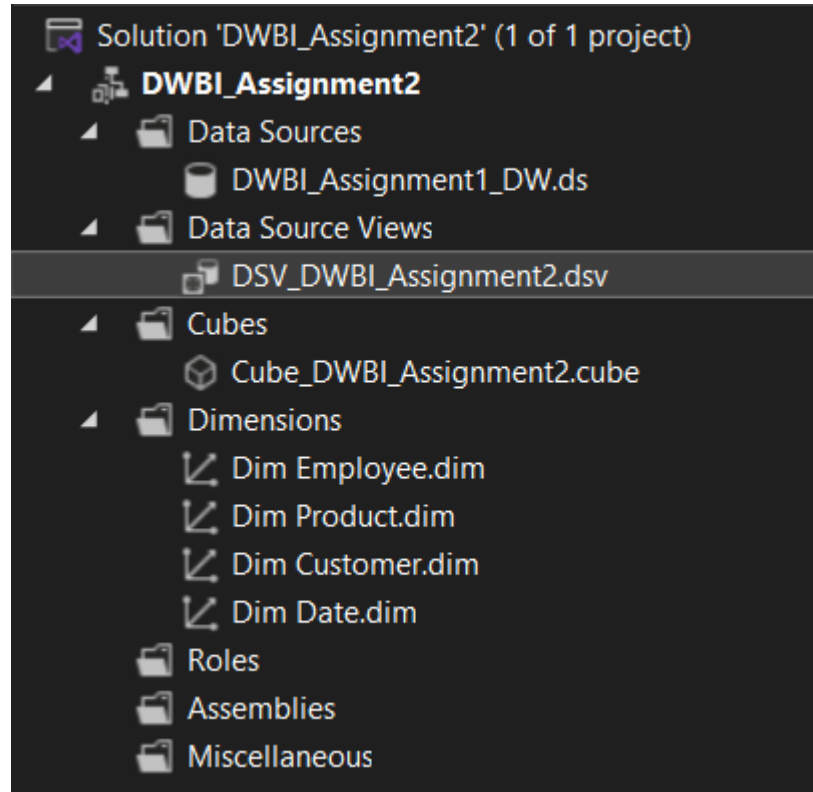 Solution 'DWBI_Assignment2' (1 of 1 project)
DWBI_Assignment2
Data Sources
DWBI_Assignment1_DW.ds
Data Source Views
DSV_DWBI_Assignment2.dsv
Cubes
Cube_DWBI_Assignment2.cube
Dimensions
Dim Employee.dim
Dim Product.dim
Dim Customer.dim
Dim Date.dim
Roles
Assemblies
Miscellaneous